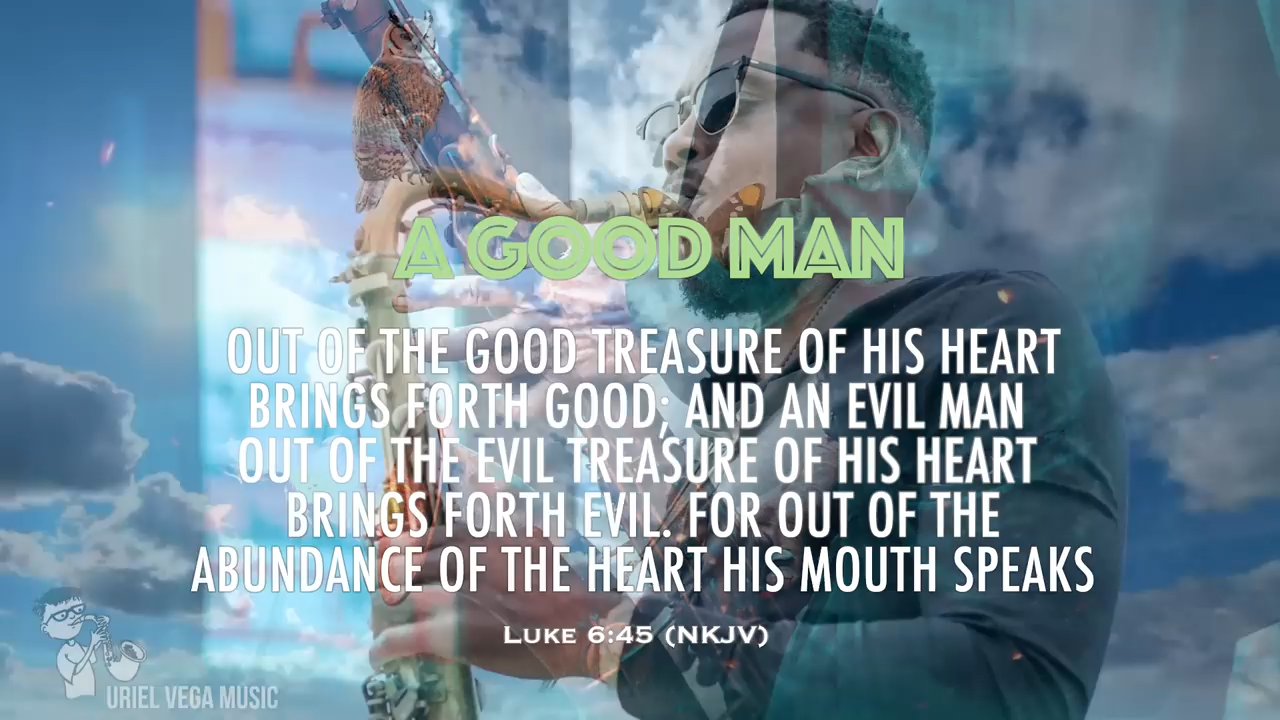 A GOOD MAN
OUT OF THE GOOD TREASURE OF HIS HEART
BRINGS FORTH GOOD; AND AN EVIL MAN
OUT OF THE EVIL TREASURE OF HIS HEART
BRINGS FORTH EVIL. FOR OUT OF THE
ABUNDANCE OF THE HEART HIS MOUTH SPEAKS
LUKE 6:45 (NKJV)
URIEL VEGA MUSIC